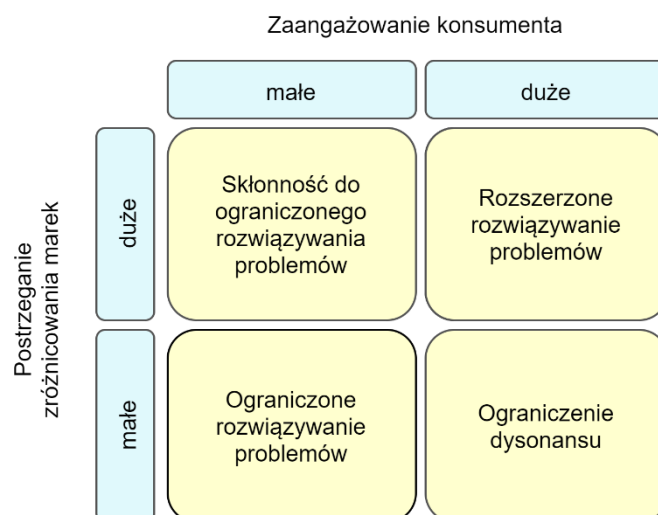 Zaangażowanie konsumenta
małe
duże
Postrzeganie
zróżnicowania marek
duże
Skłonność do
ograniczonego
rozwiązywania
problemów
Rozszerzone
rozwiązywanie
problemów
małe
Ograniczone
rozwiązywanie
problemów
Ograniczenie
dysonansu